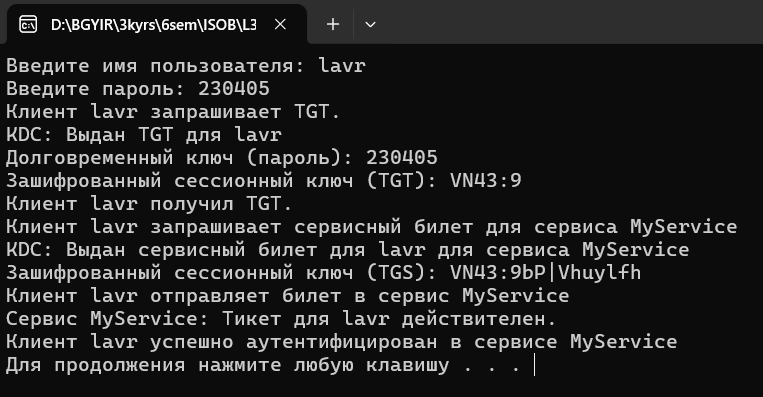 D:\BGYIR\3kyrs\6sem\ISOB\L3
Введите имя пользователя: lavr
Введите пароль: 230405
Клиент lavr запрашивает TGT.
KDC: Выдан TGT для lavr
Долговременный ключ (пароль): 230405
Зашифрованный сессионный ключ (TGT): VN43:9
Клиент lavr получил TGT.
Клиент lavr запрашивает сервисный билет для сервиса MyService
KDC: Выдан сервисный билет для lavr для сервиса MyService
Зашифрованный сессионный ключ (TGS): VN43:9bP|Vhuylfh
Клиент lavr отправляет билет в сервис MyService
Сервис MyService: Тикет для lavr действителен.
Клиент lavr успешно аутентифицирован в сервисе MyService
Для продолжения нажмите любую клавишу . . .